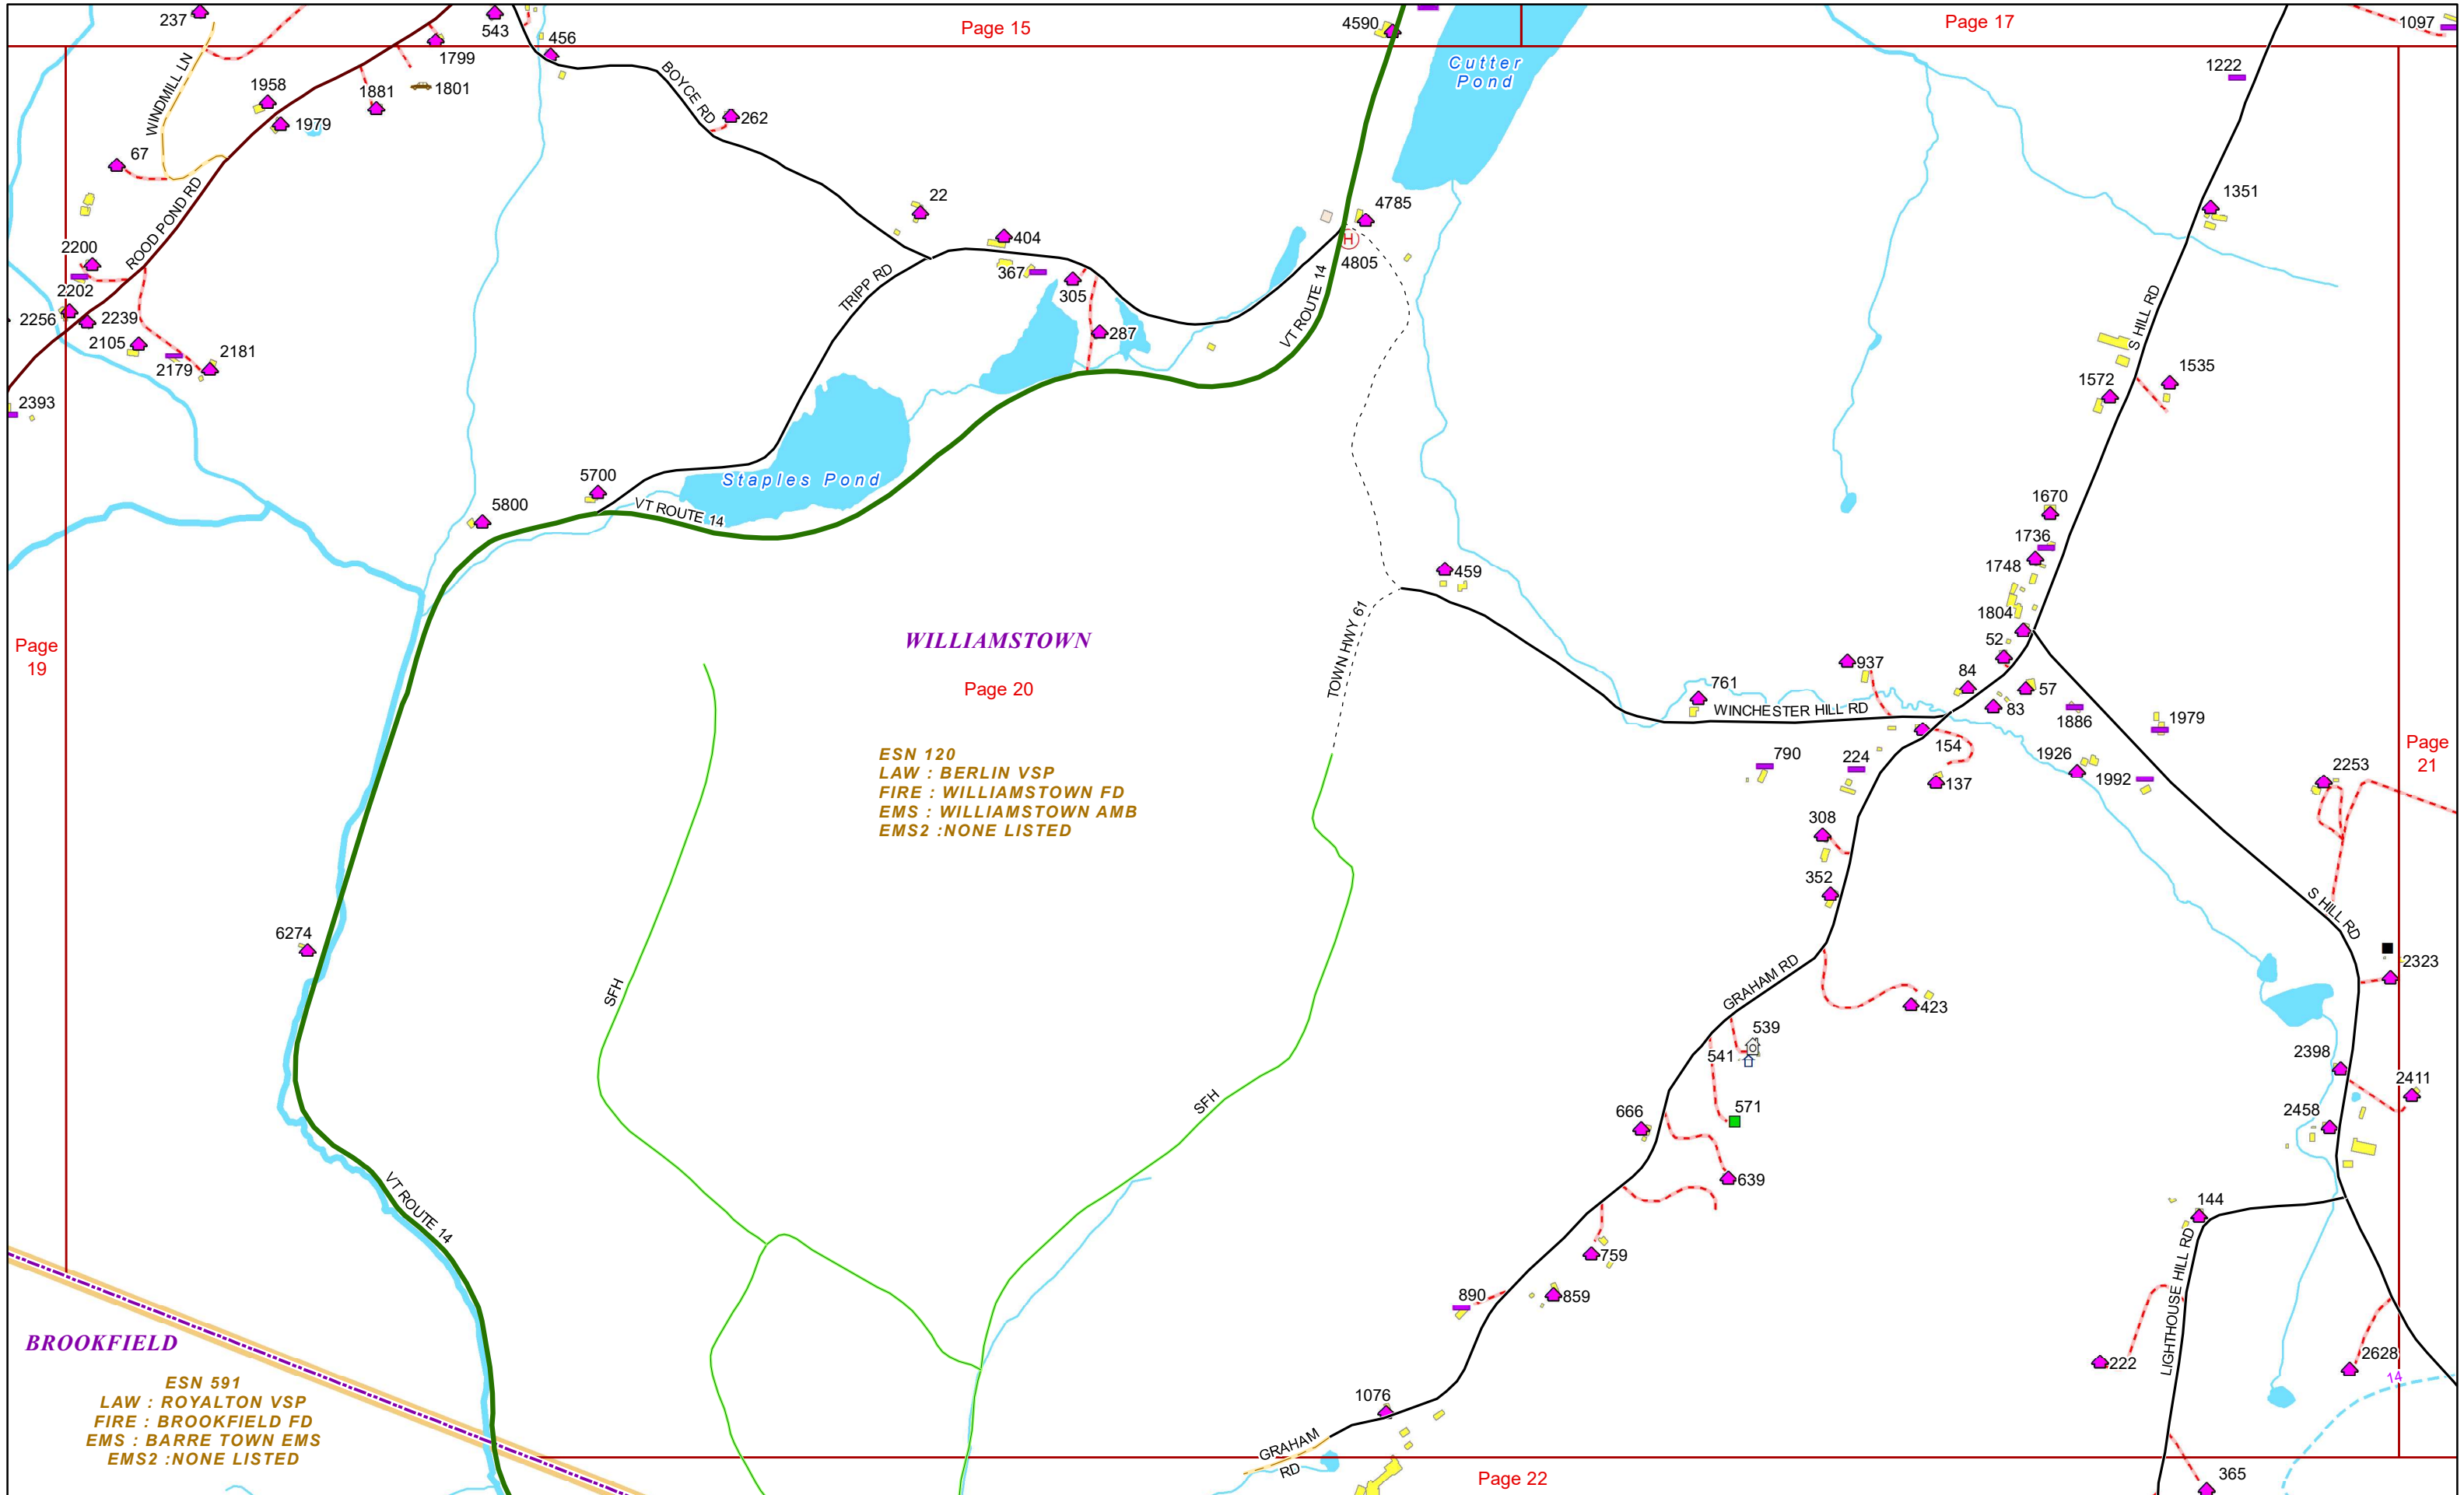 237
543
456
Page 15
4590
Page 17
1097
1799
Cutter
Pond
1222
WINDMILL LN
1958
1881
1801
BOYCE RD
1979
262
67
ROOD POND RD
22
4785
1351
2200
404
4805
367
TRIPP RD
305
2202
2256
2239
VT ROUTE 14
287
S HILL RD
2105
2181
2179
1572
1535
2393
Staples Pond
5700
5800
VT ROUTE 14
1670
1736
1748
459
1804
TOWN HWY 61
52
WILLIAMSTOWN
Page
19
Page 20
937
84
57
761
WINCHESTER HILL RD
83
1886
1979
154
Page
21
ESN 120
LAW : BERLIN VSP
FIRE : WILLIAMSTOWN FD
EMS : WILLIAMSTOWN AMB
EMS2 :NONE LISTED
790
224
137
1926
1992
2253
308
352
S HILL RD
6274
SFH
GRAHAM RD
2323
423
539
541
2398
2411
SFH
571
666
2458
639
VT ROUTE 14
144
759
LIGHTHOUSE HILL RD
890
859
BROOKFIELD
222
2628
14
ESN 591
LAW : ROYALTON VSP
FIRE : BROOKFIELD FD
EMS : BARRE TOWN EMS
EMS2 :NONE LISTED
1076
GRAHAM
RD
Page 22
365
H